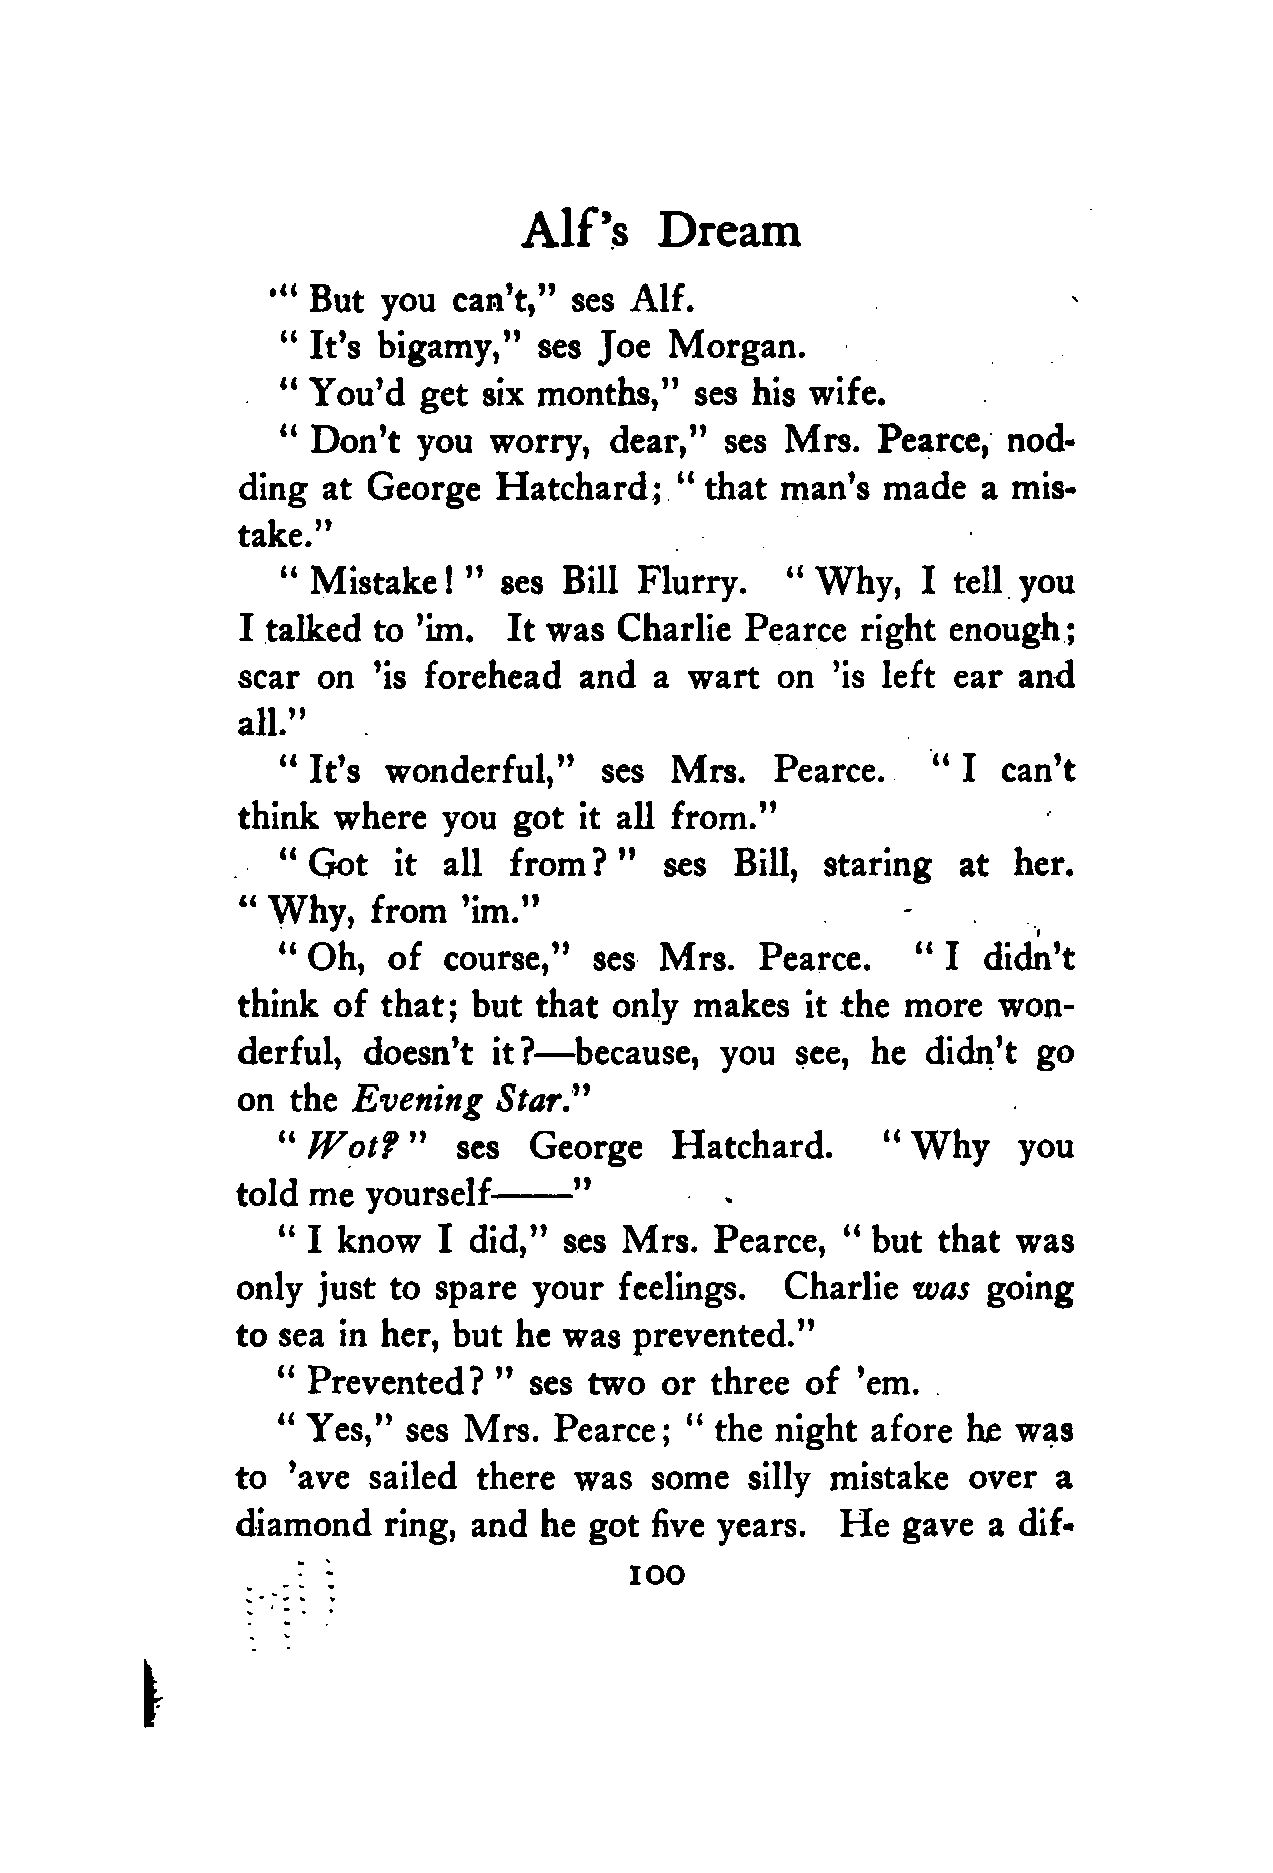 Alf's Dream
" But you can't," ses Alf.
" It's bigamy," ses Joe Morgan.
" You'd get six months," ses his wife.
" Don't you worry, dear," ses Mrs. Pearce, nod-
ding at George Hatchard; " that man's made a mis-
take."
" Mistake! " ses Bill Flurry. " Why, I tell you
I talked to 'im. It was Charlie Pearce right enough;
scar on 'is forehead and a wart on 'is left ear and
all."
" It's wonderful," ses Mrs. Pearce. " I can't
think where you got it all from."
" Got it all from? " ses Bill, staring at her.
" Why, from 'im."
" Oh, of course," ses Mrs. Pearce. " I didn't
think of that; but that only makes it the more won-
derful, doesn't it?—because, you see, he didn't go
on the Evening Star."
" Wot? " ses George Hatchard. " Why you
told me yourself——"
" I know I did," ses Mrs. Pearce, " but that was
only just to spare your feelings. Charlie was going
to sea in her, but he was prevented."
" Prevented? " ses two or three of 'em.
" Yes," ses Mrs. Pearce; " the night afore he was
to 'ave sailed there was some silly mistake over a
diamond ring, and he got five years. He gave a dif-
100